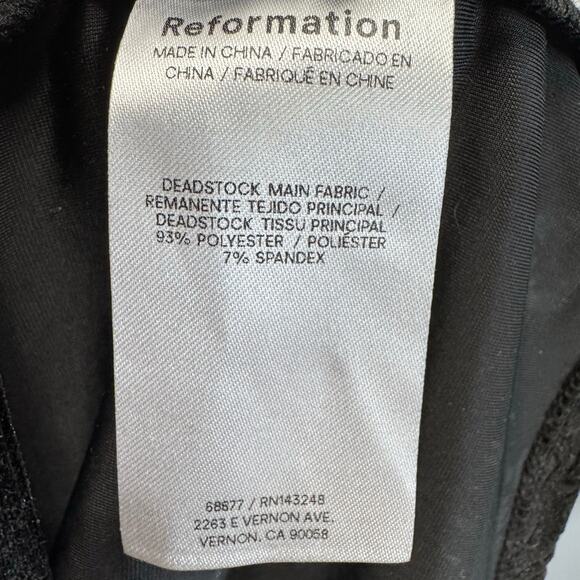 Reformation
MADE IN CHINA / FABRICADO EN
CHINA / FABRIQUÉ EN CHINE
DEADSTOCK MAIN FABRIC /
REMANENTE TEJIDO PRINCIPAL /
DEADSTOCK TISSU PRINCIPAL
93% POLYESTER / POLIÉSTER
7% SPANDEX
68877 / RN143248
2263 E VERNON AVE.
VERNON, CA 90058